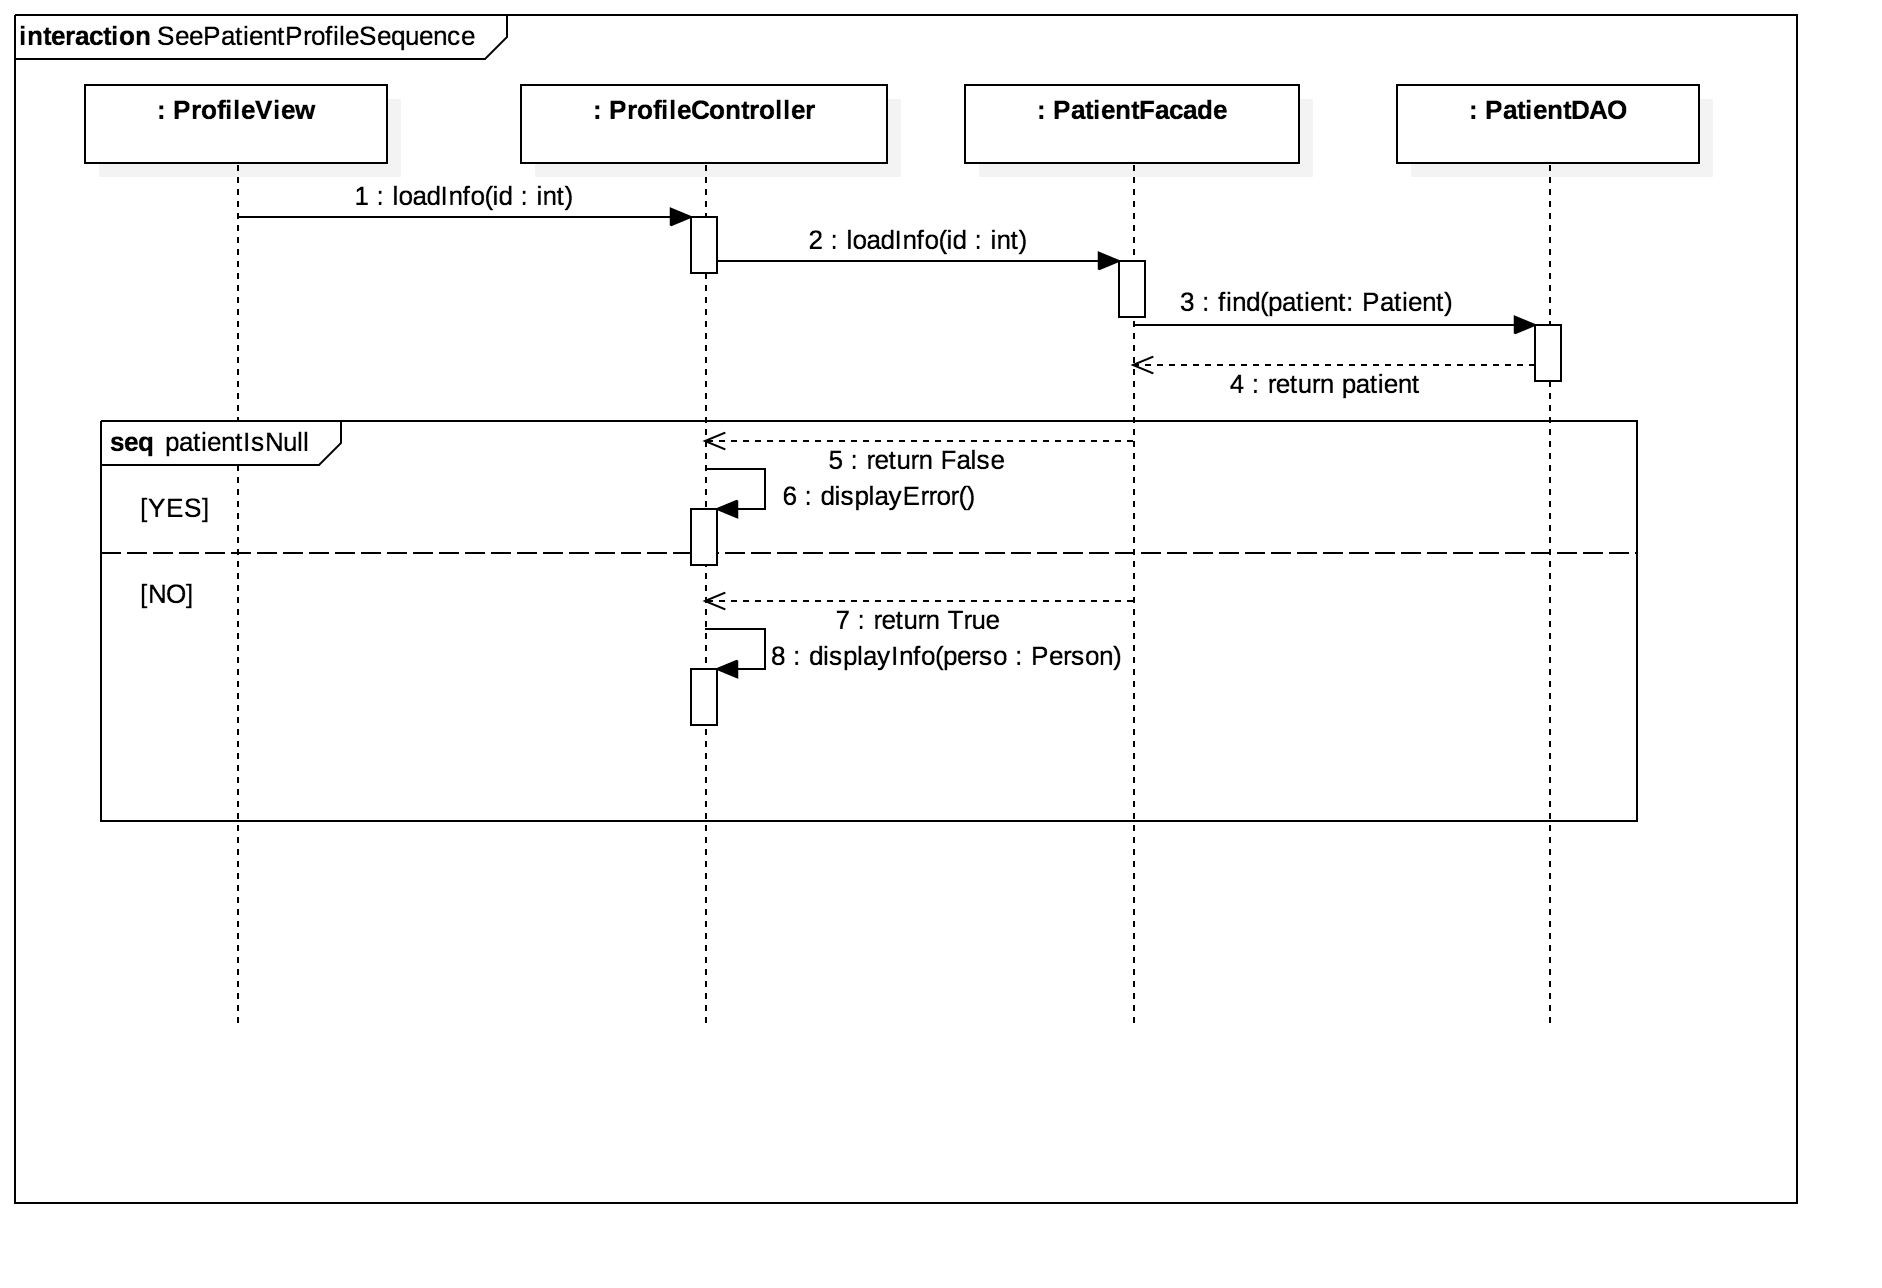 interaction SeePatientProfileSequence
: ProfileView
: ProfileController
: PatientFacade
: PatientDAO
1 : loadInfo(id : int)
2 : loadInfo(id : int)
3 : find(patient: Patient)
4 : return patient
seq patientIsNull
5 : return False
6 : displayError()
[YES]
[NO]
7 : return True
8 : displayInfo(perso : Person)